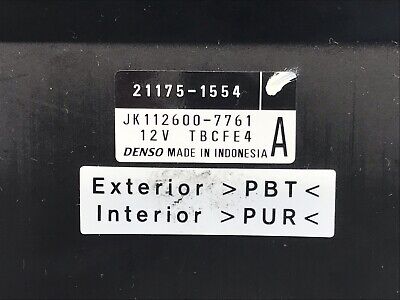 21175-1554
JK112600-7761
12V TBCFE4
DENSO MADE IN INDONESIA A
Exterior >PBT<
Interior >PUR<